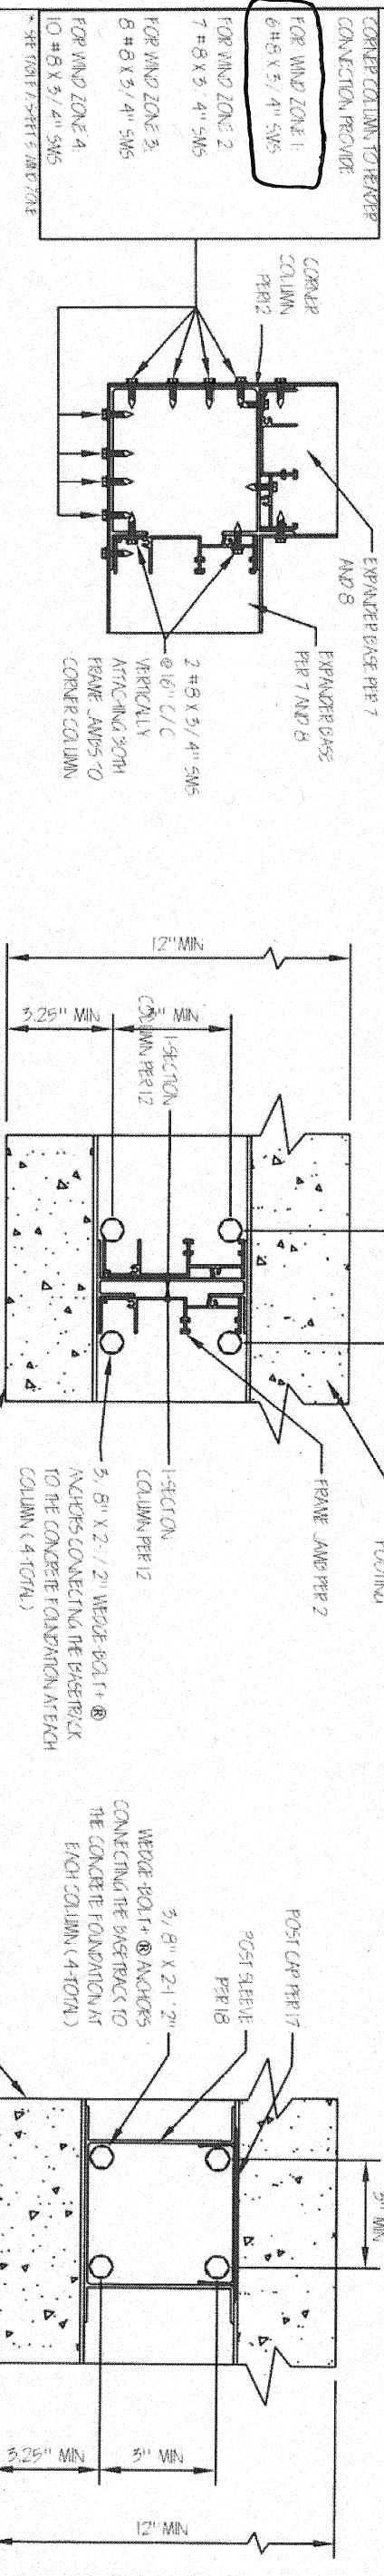 CORNER COLUMN TO HEADER
CONNECTION PROVIDE
FOR WIND ZONE 1:
6 #8 X 3/4" SMS
FOR WIND ZONE 2
7 #8 X 3/4" SMS
FOR WIND ZONE 3,
8 #8 X 3/4" SMS
FOR WIND ZONE 4:
10 #8 X 3/4" SMS
CORNER
COLUMN
PER 12
EXPANDER BASE PER 7
AND 8
EXPANDER BASE
PER 7 AND 8
2 #8 X 3/4" SMS
@ 16" C/C
VERTICALLY
ATTACHING BOTH
FRAME JAMBS TO
CORNER COLUMN
12" MIN
3.25" MIN
3" MIN
I-SECTION
COLUMN PER 12
FOOTING
FRAME JAMB PER 2
I-SECTION
COLUMN PER 12
3/8" X 2-1/2" WEDGE-BOLT+ ®
ANCHORS CONNECTING THE BASETRACK
TO THE CONCRETE FOUNDATION AT EACH
COLUMN (4-TOTAL)
POST CAP PER 17
POST SLEEVE
PER 18
3/8" X 2-1/2"
WEDGE-BOLT+ ® ANCHORS
CONNECTING THE BASETRACK TO
THE CONCRETE FOUNDATION AT
EACH COLUMN (4-TOTAL)
3" MIN
3.25" MIN
3" MIN
12" MIN